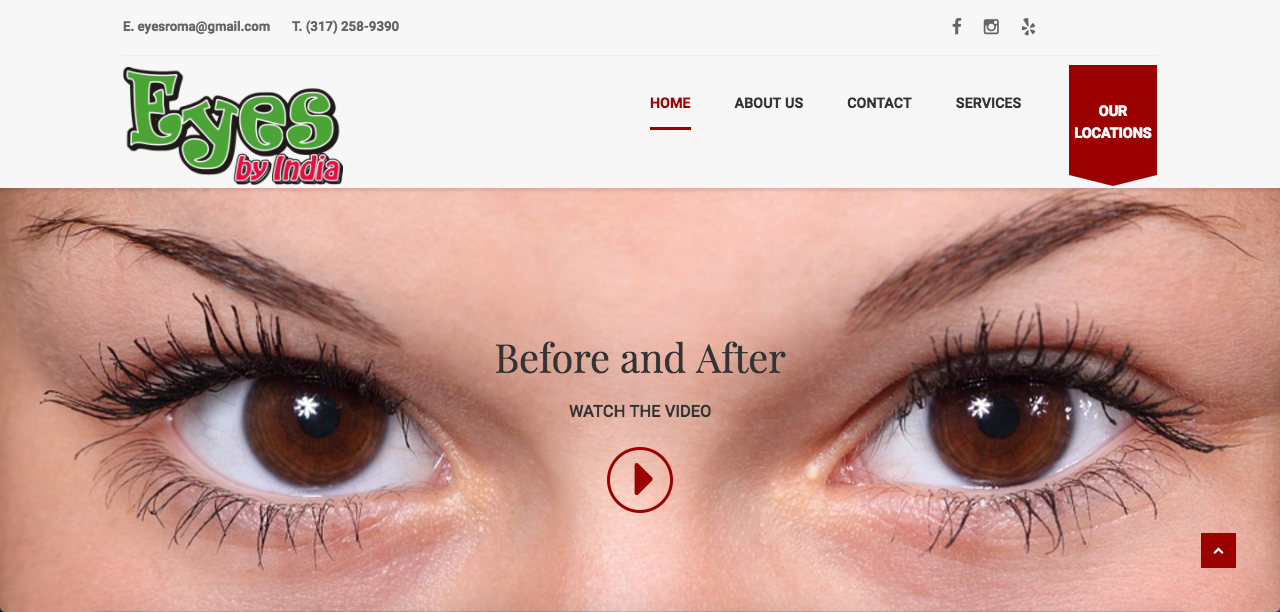 E. eyesroma@gmail.com T. (317) 258-9390
Eyes
by India
HOME ABOUT US CONTACT SERVICES
OUR
LOCATIONS
Before and After
WATCH THE VIDEO